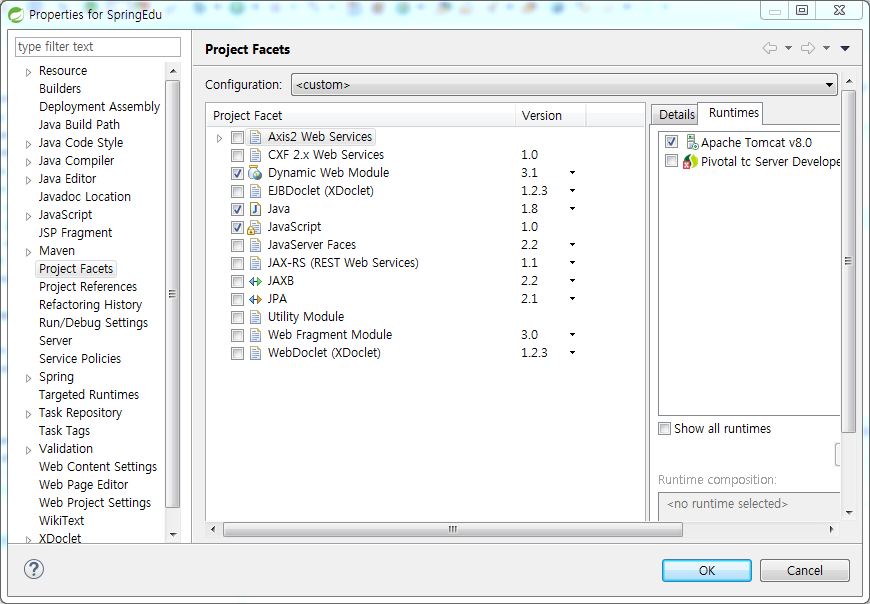 Properties for SpringEdu
type filter text
Resource
Builders
Deployment Assembly
Java Build Path
Java Code Style
Java Compiler
Java Editor
Javadoc Location
JavaScript
JSP Fragment
Maven
Project Facets
Project References
Refactoring History
Run/Debug Settings
Server
Service Policies
Spring
Targeted Runtimes
Task Repository
Task Tags
Validation
Web Content Settings
Web Page Editor
Web Project Settings
WikiText
XDoclet
Project Facets
Configuration: <custom>
Project Facet Version
Axis2 Web Services
CXF 2.x Web Services 1.0
Dynamic Web Module 3.1
EJBDoclet (XDoclet) 1.2.3
Java 1.8
JavaScript 1.0
JavaServer Faces 2.2
JAX-RS (REST Web Services) 1.1
JAXB 2.2
JPA 2.1
Utility Module
Web Fragment Module 3.0
WebDoclet (XDoclet) 1.2.3
Details Runtimes
Apache Tomcat v8.0
Pivotal tc Server Develope
Show all runtimes
Runtime composition:
<no runtime selected>
OK Cancel